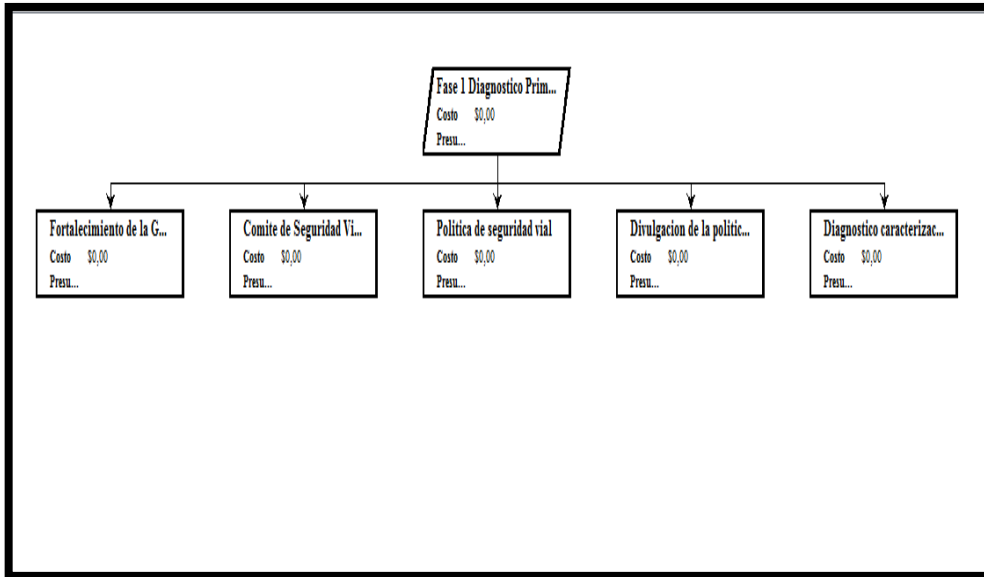 Fase 1 Diagnostico Prim...
Costo $0,00
Presu...
Fortalecimiento de la G...
Costo $0,00
Presu...
Comite de Seguridad Vi...
Costo $0,00
Presu...
Politica de seguridad vial
Costo $0,00
Presu...
Divulgacion de la politic...
Costo $0,00
Presu...
Diagnostico caracterizac...
Costo $0,00
Presu...